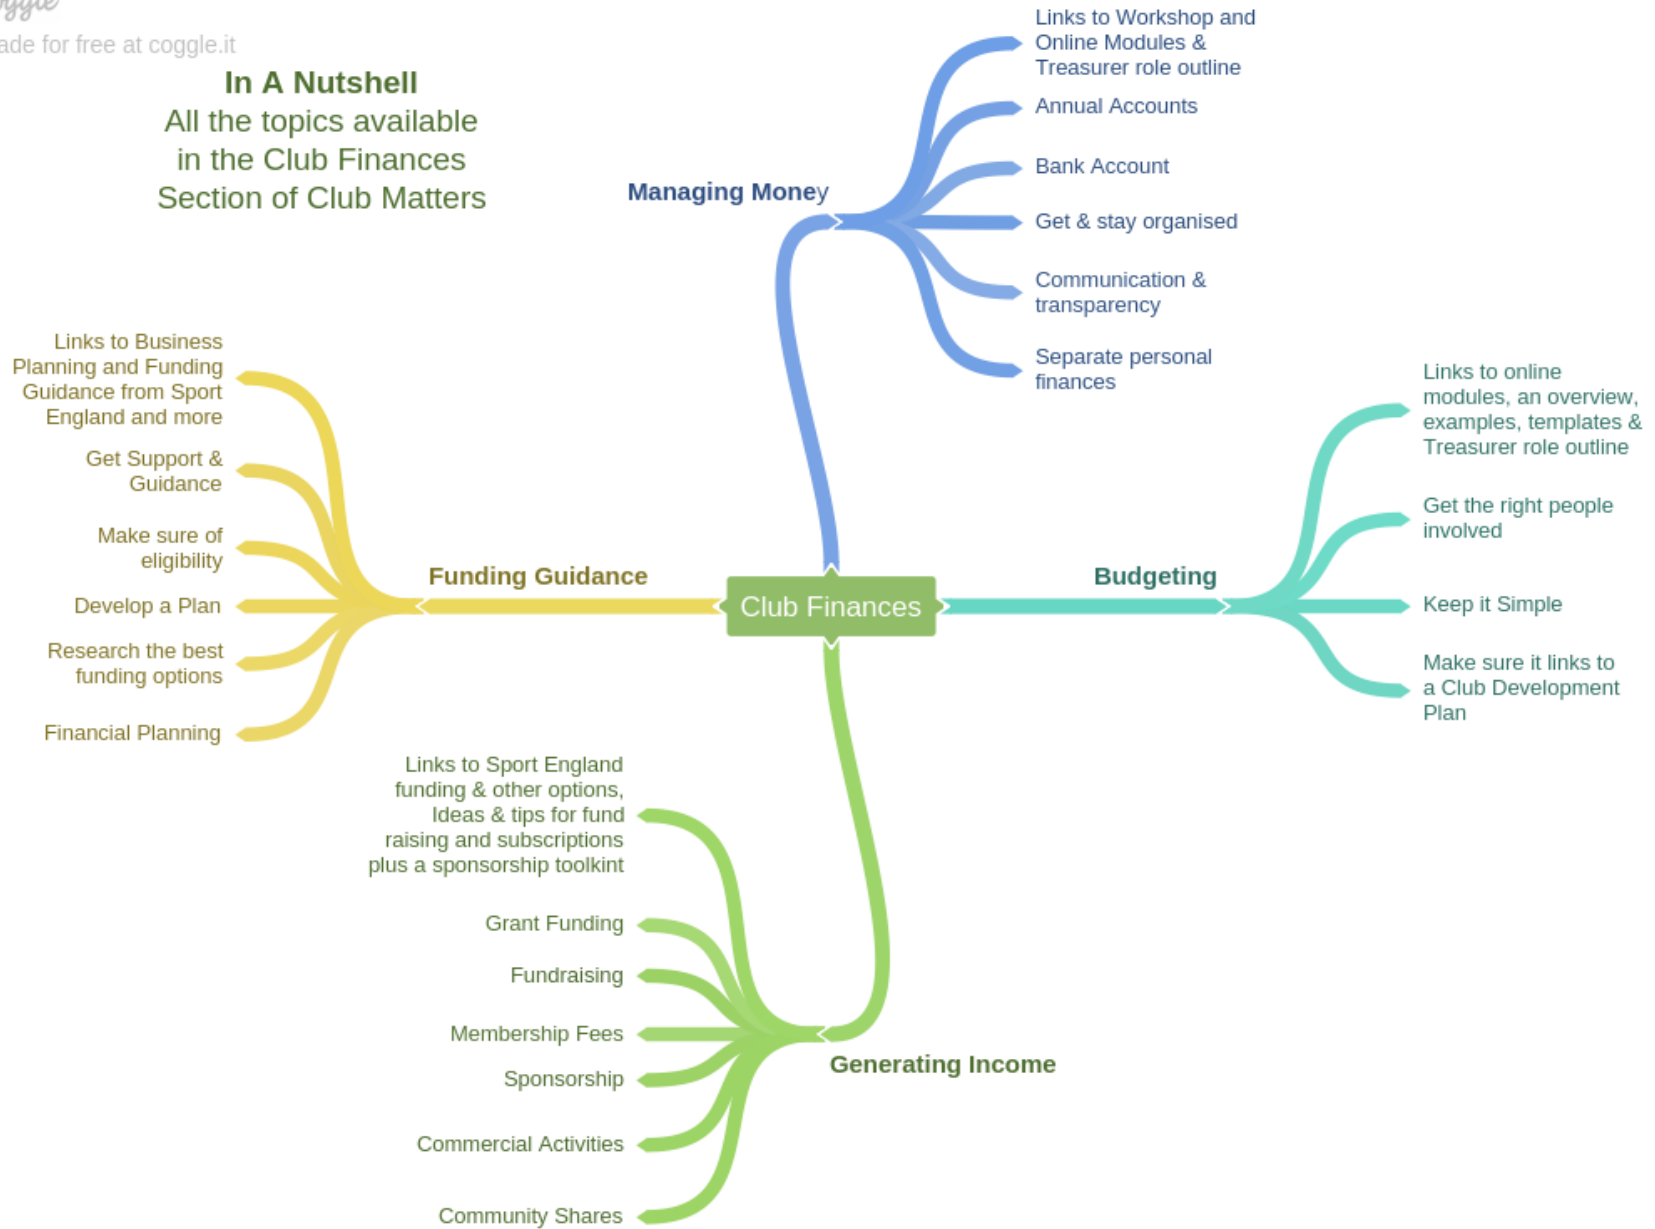 made for free at coggle.it
In A Nutshell
All the topics available
in the Club Finances
Section of Club Matters
Managing Money
Links to Workshop and
Online Modules &
Treasurer role outline
Annual Accounts
Bank Account
Get & stay organised
Communication &
transparency
Separate personal
finances
Links to Business
Planning and Funding
Guidance from Sport
England and more
Get Support &
Guidance
Make sure of
eligibility
Develop a Plan
Research the best
funding options
Financial Planning
Funding Guidance
Club Finances
Budgeting
Links to online
modules, an overview,
examples, templates &
Treasurer role outline
Get the right people
involved
Keep it Simple
Make sure it links to
a Club Development
Plan
Links to Sport England
funding & other options,
Ideas & tips for fund
raising and subscriptions
plus a sponsorship toolkint
Grant Funding
Fundraising
Membership Fees
Sponsorship
Commercial Activities
Community Shares
Generating Income